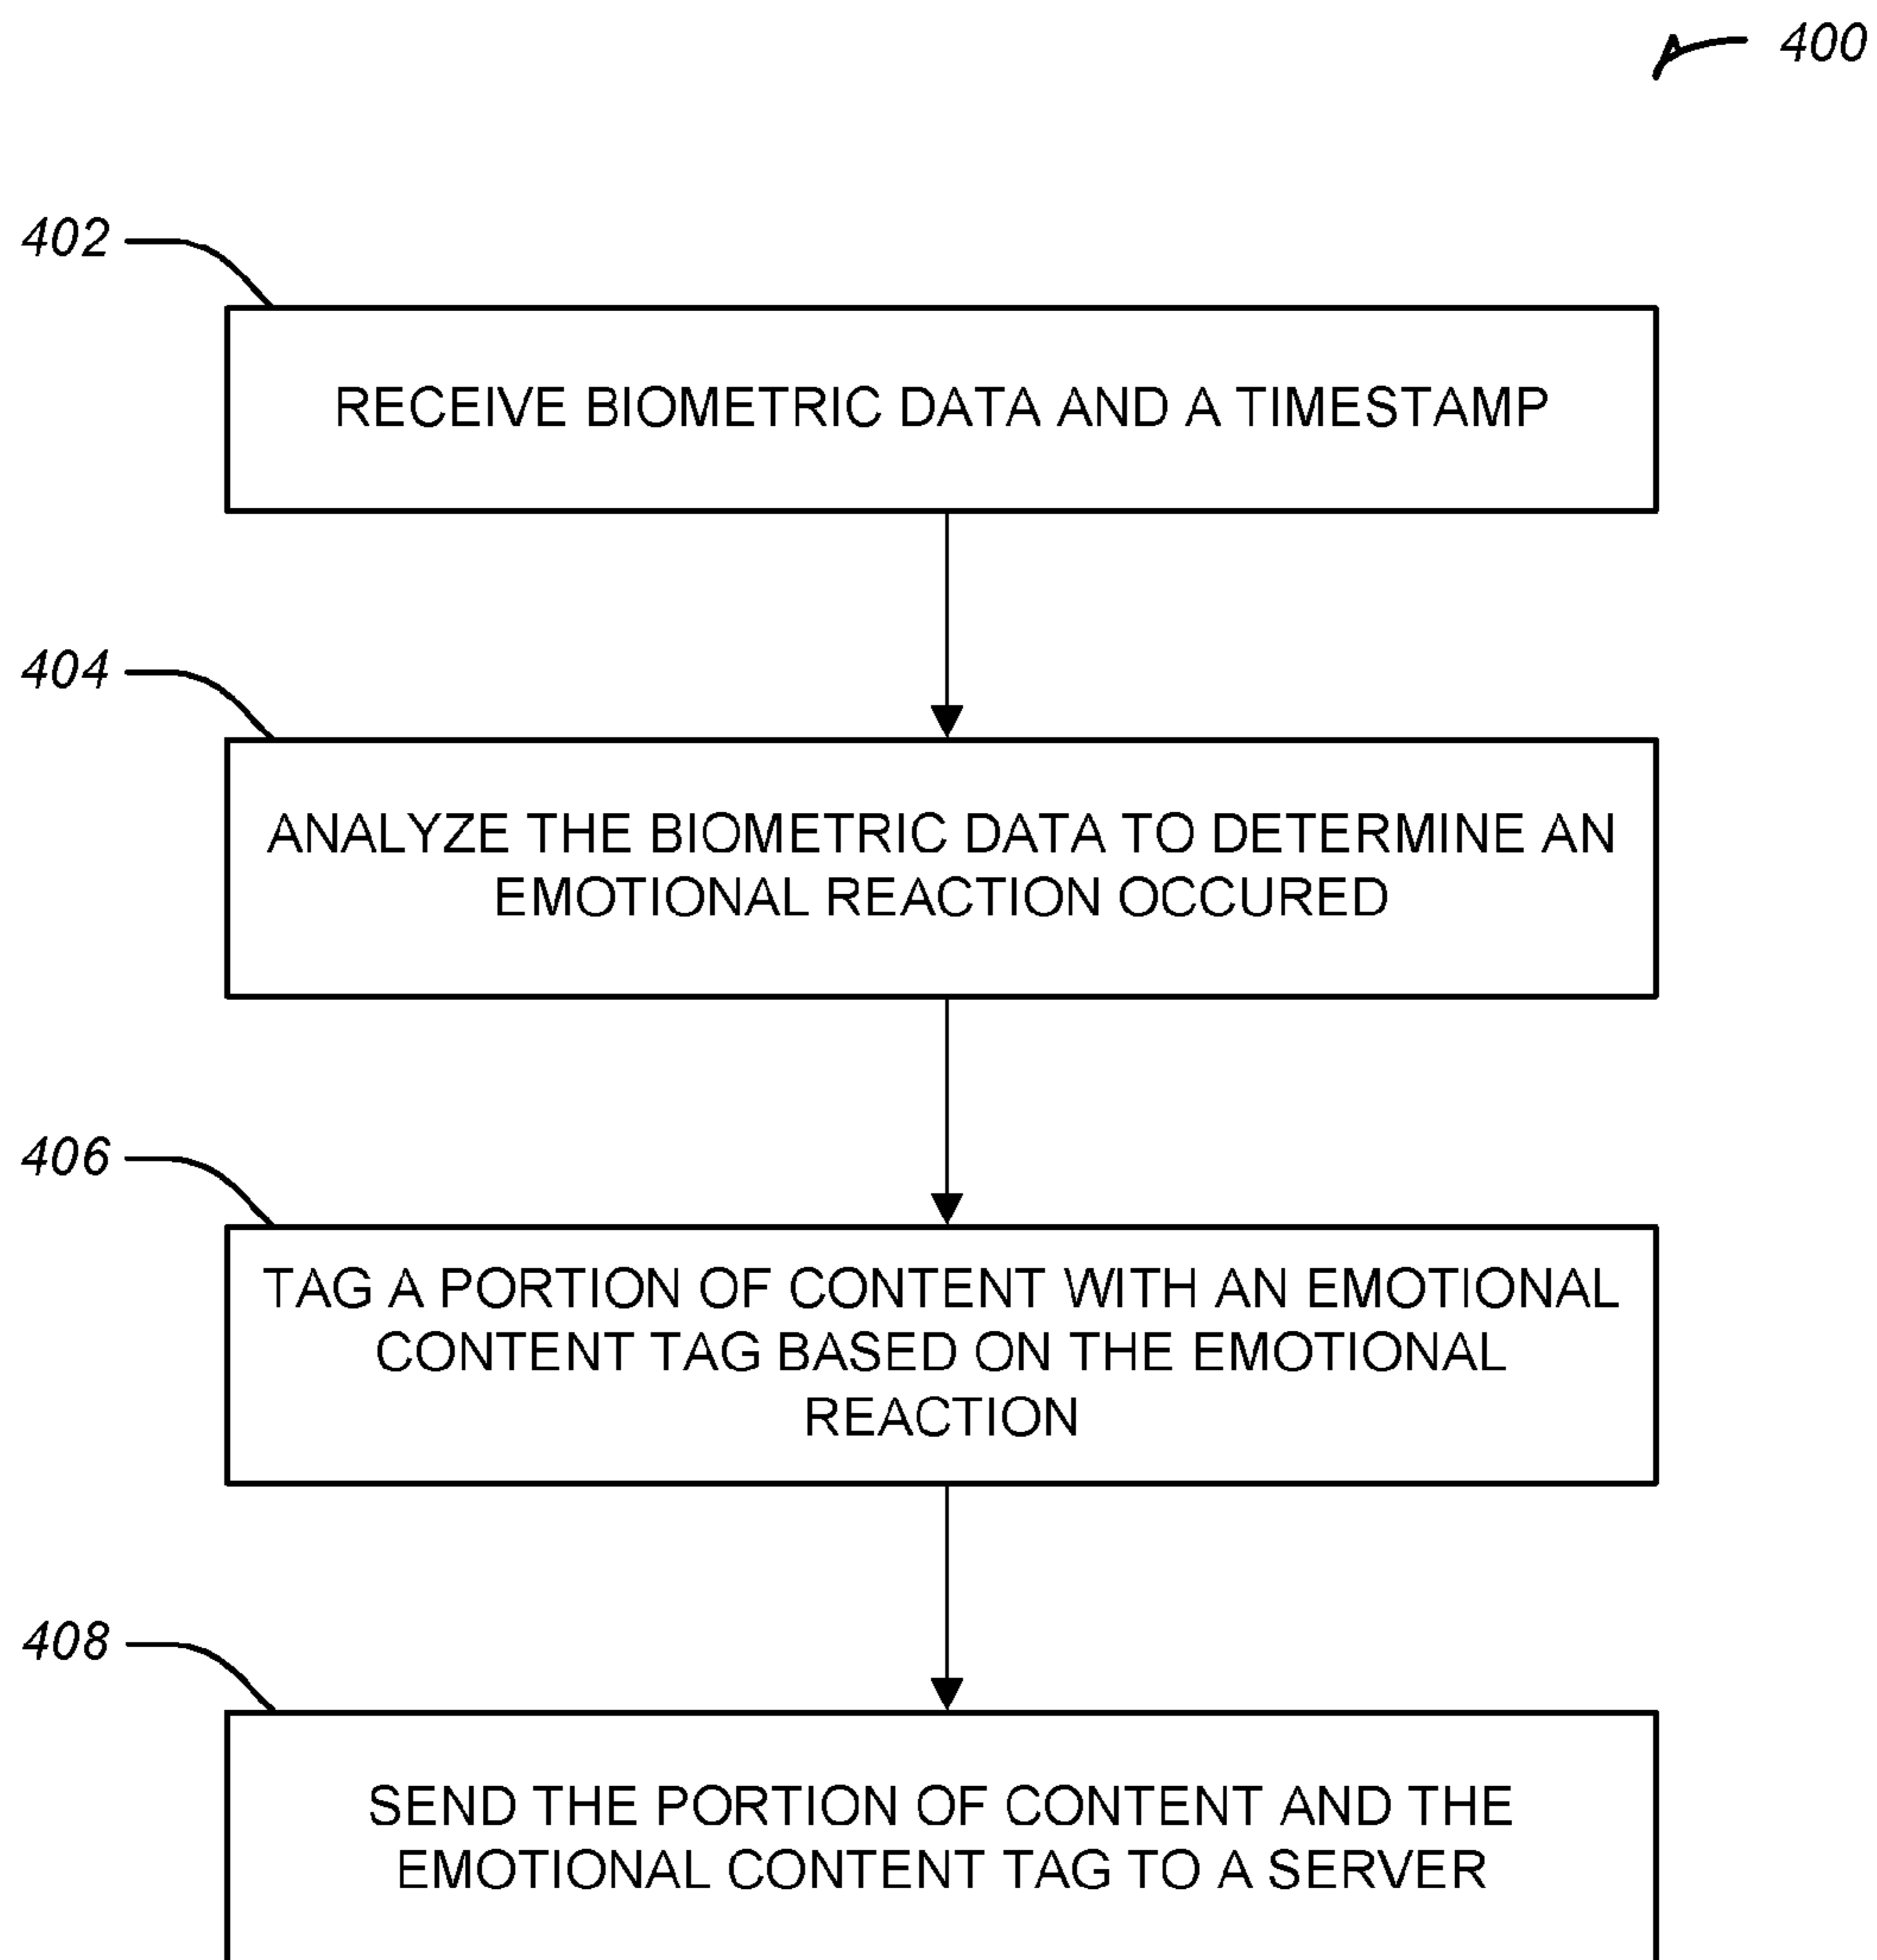 400
402
RECEIVE BIOMETRIC DATA AND A TIMESTAMP
404
ANALYZE THE BIOMETRIC DATA TO DETERMINE AN
EMOTIONAL REACTION OCCURED
406
TAG A PORTION OF CONTENT WITH AN EMOTIONAL
CONTENT TAG BASED ON THE EMOTIONAL
REACTION
408
SEND THE PORTION OF CONTENT AND THE
EMOTIONAL CONTENT TAG TO A SERVER